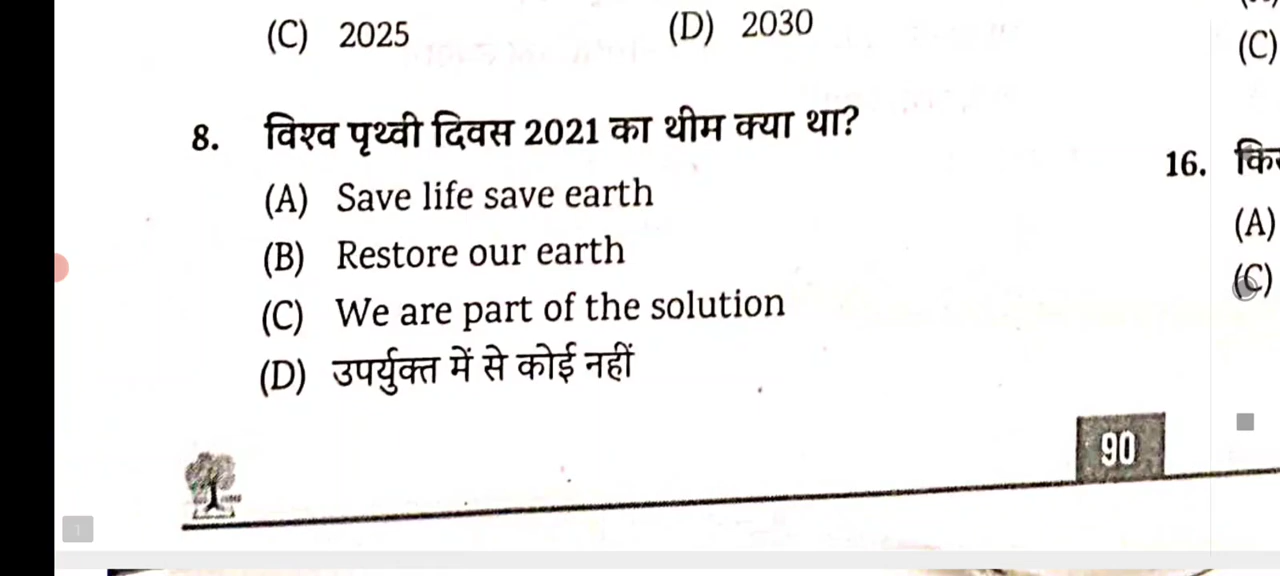 (C) 2025 (D) 2030
8. विश्व पृथ्वी दिवस 2021 का थीम क्या था?
(A) Save life save earth
(B) Restore our earth
(C) We are part of the solution
(D) उपर्युक्त में से कोई नहीं
90
(C)
16.
(A)
(C)
1